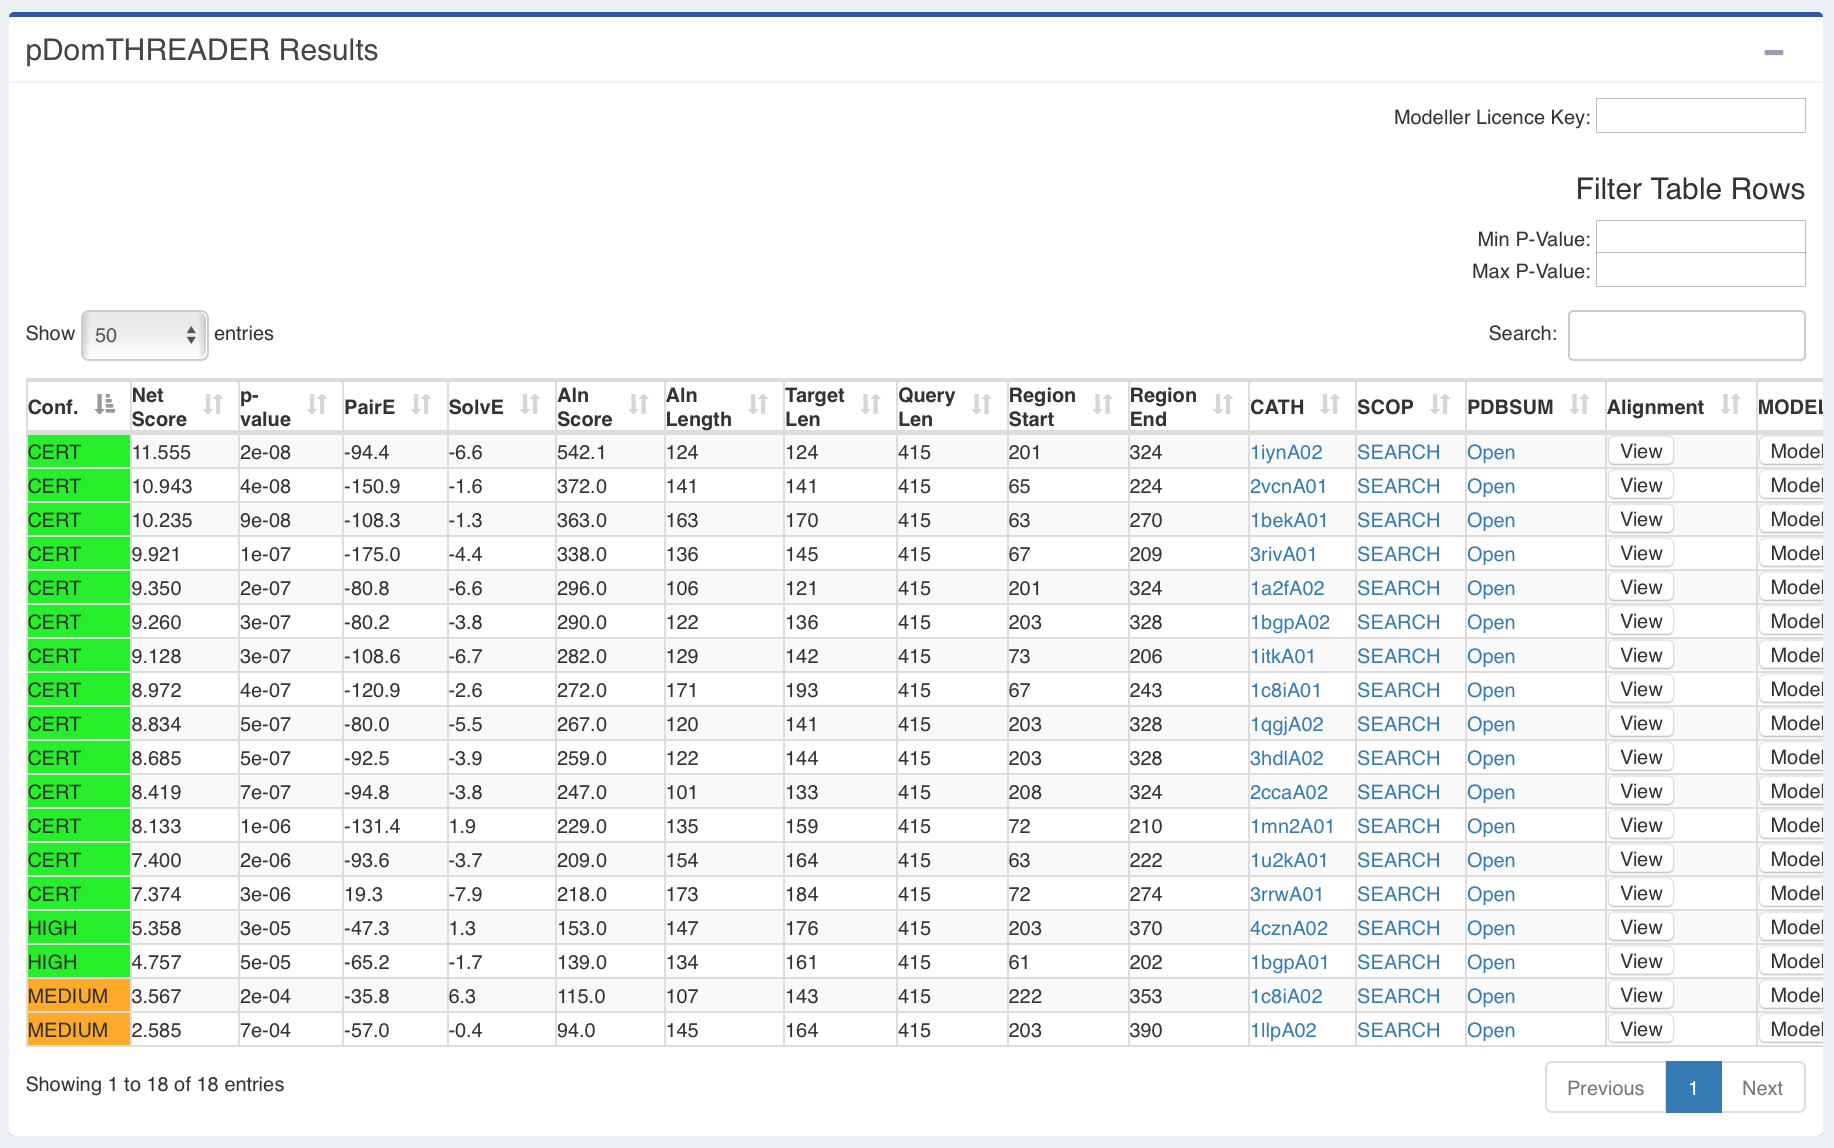 pDomTHREADER Results
Modeller Licence Key:
Filter Table Rows
Min P-Value:
Max P-Value:
Show 50 entries Search:
Conf. Net Score p-value PairE SolvE Aln Score Aln Length Target Len Query Len Region Start Region End CATH SCOP PDBSUM Alignment MODEL
CERT 11.555 2e-08 -94.4 -6.6 542.1 124 124 415 201 324 1iynA02 SEARCH Open View Model
CERT 10.943 4e-08 -150.9 -1.6 372.0 141 141 415 65 224 2vcnA01 SEARCH Open View Model
CERT 10.235 9e-08 -108.3 -1.3 363.0 163 170 415 63 270 1bekA01 SEARCH Open View Model
CERT 9.921 1e-07 -175.0 -4.4 338.0 136 145 415 67 209 3rivA01 SEARCH Open View Model
CERT 9.350 2e-07 -80.8 -6.6 296.0 106 121 415 201 324 1a2fA02 SEARCH Open View Model
CERT 9.260 3e-07 -80.2 -3.8 290.0 122 136 415 203 328 1bgpA02 SEARCH Open View Model
CERT 9.128 3e-07 -108.6 -6.7 282.0 129 142 415 73 206 1itkA01 SEARCH Open View Model
CERT 8.972 4e-07 -120.9 -2.6 272.0 171 193 415 67 243 1c8iA01 SEARCH Open View Model
CERT 8.834 5e-07 -80.0 -5.5 267.0 120 141 415 203 328 1qgjA02 SEARCH Open View Model
CERT 8.685 5e-07 -92.5 -3.9 259.0 122 144 415 203 328 3hdlA02 SEARCH Open View Model
CERT 8.419 7e-07 -94.8 -3.8 247.0 101 133 415 208 324 2ccaA02 SEARCH Open View Model
CERT 8.133 1e-06 -131.4 1.9 229.0 135 159 415 72 210 1mn2A01 SEARCH Open View Model
CERT 7.400 2e-06 -93.6 -3.7 209.0 154 164 415 63 222 1u2kA01 SEARCH Open View Model
CERT 7.374 3e-06 19.3 -7.9 218.0 173 184 415 72 274 3rrwA01 SEARCH Open View Model
HIGH 5.358 3e-05 -47.3 1.3 153.0 147 176 415 203 370 4cznA02 SEARCH Open View Model
HIGH 4.757 5e-05 -65.2 -1.7 139.0 134 161 415 61 202 1bgpA01 SEARCH Open View Model
MEDIUM 3.567 2e-04 -35.8 6.3 115.0 107 143 415 222 353 1c8iA02 SEARCH Open View Model
MEDIUM 2.585 7e-04 -57.0 -0.4 94.0 145 164 415 203 390 1llpA02 SEARCH Open View Model
Showing 1 to 18 of 18 entries
Previous 1 Next